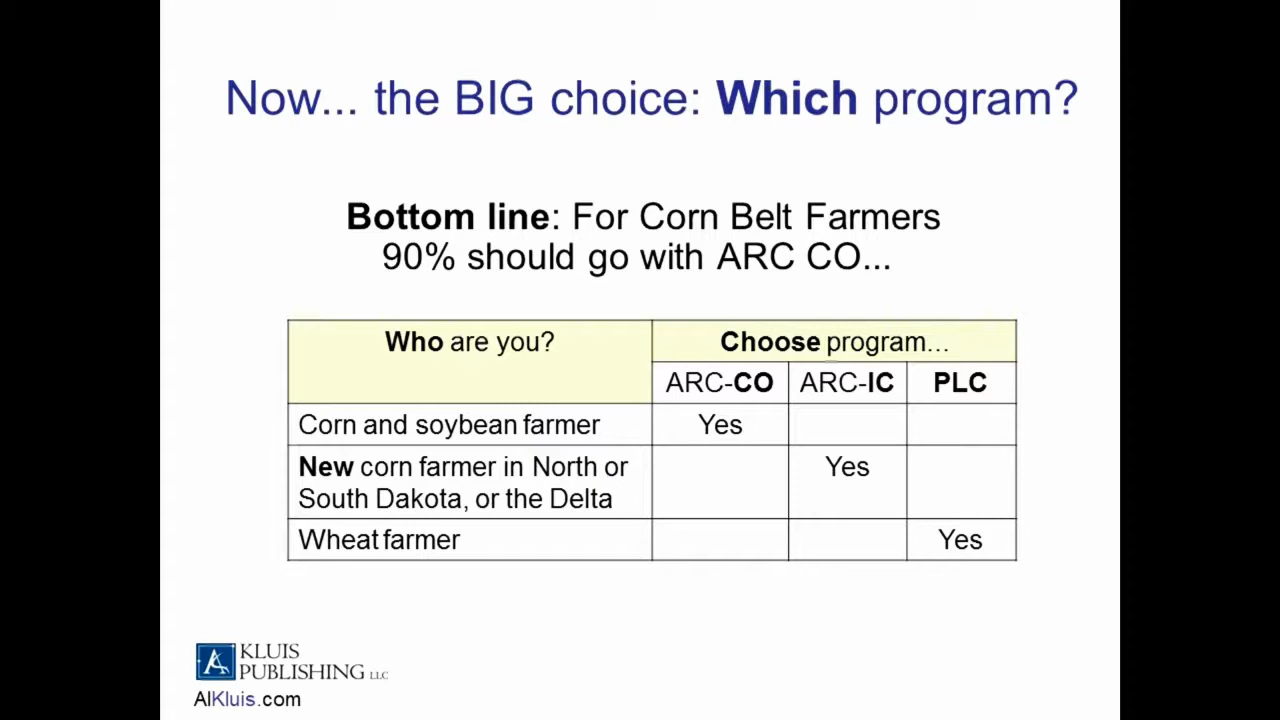 Now... the BIG choice: Which program?
Bottom line: For Corn Belt Farmers
90% should go with ARC CO...
Who are you?
Choose program...
ARC-CO
ARC-IC
PLC
Corn and soybean farmer
Yes
New corn farmer in North or
South Dakota, or the Delta
Yes
Wheat farmer
Yes
KLUIS
PUBLISHING LLC
AlKluis.com